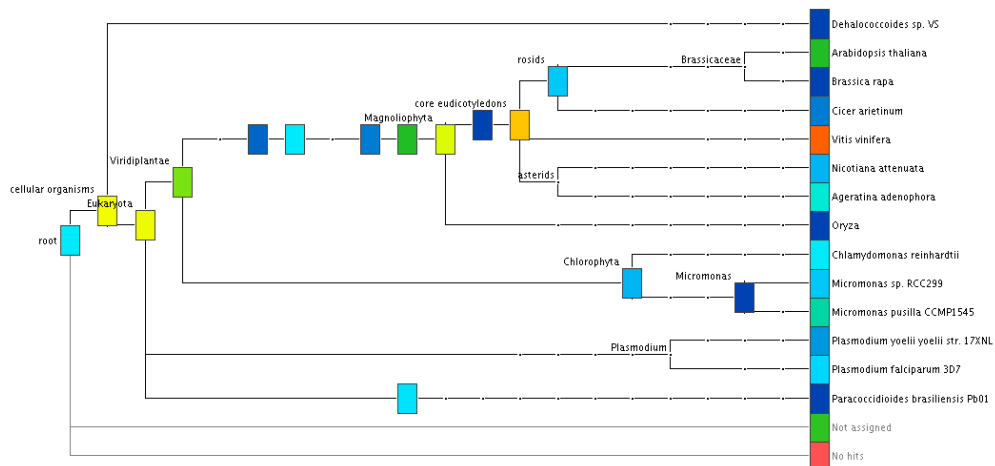 Dehalococcoides sp. VS
Arabidopsis thaliana
rosids
Brassicaceae
Brassica rapa
core eudicotyledons
Cicer arietinum
Magnoliophyta
Vitis vinifera
Viridiplantae
Nicotiana attenuata
asterids
cellular organisms
Ageratina adenophora
Eukaryota
Oryza
root
Chlamydomonas reinhardtii
Chlorophyta
Micromonas
Micromonas sp. RCC299
Micromonas pusilla CCMP1545
Plasmodium yoelii yoelii str. 17XNL
Plasmodium
Plasmodium falciparum 3D7
Paracoccidioides brasiliensis Pb01
Not assigned
No hits